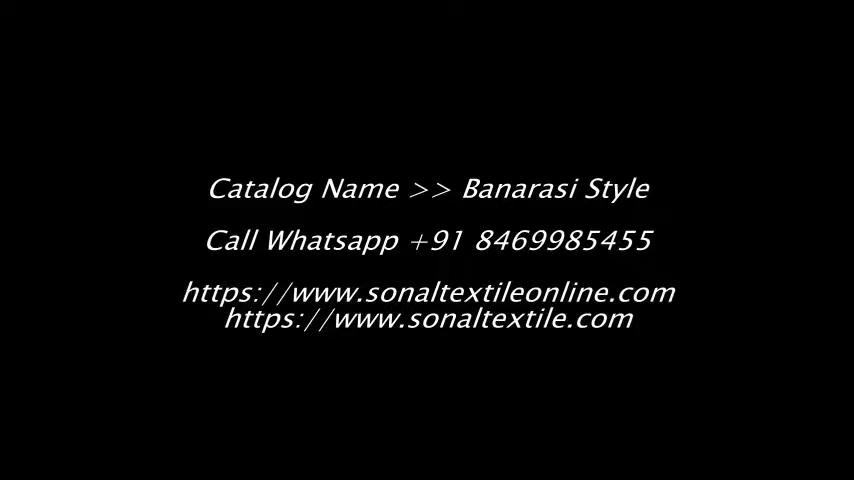 Catalog Name >> Banarasi Style
Call Whatsapp +91 8469985455
https://www.sonaltextileonline.com
https://www.sonaltextile.com